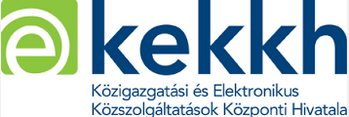 e kekkh
Közigazgatási és Elektronikus
Közszolgáltatások Központi Hivatala